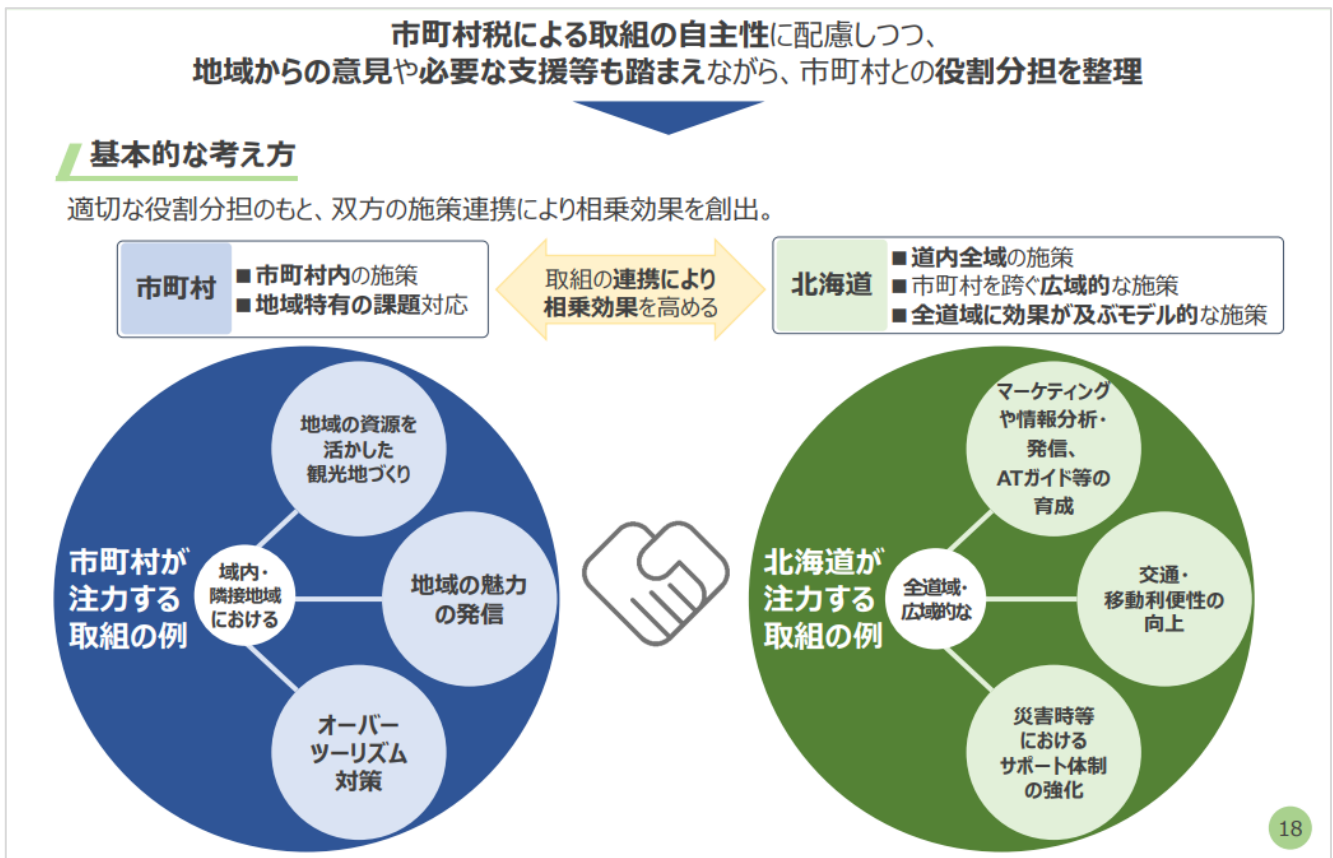 市町村税による取組の自主性に配慮しつつ、
地域からの意見や必要な支援等も踏まえながら、市町村との役割分担を整理
基本的な考え方
適切な役割分担のもと、双方の施策連携により相乗効果を創出。
市町村
■市町村内の施策
■地域特有の課題対応
取組の連携により
相乗効果を高める
北海道
■道内全域の施策
■市町村を跨ぐ広域的な施策
■全道域に効果が及ぶモデル的な施策
市町村が
注力する
取組の例
域内・
隣接地域
における
地域の資源を
活かした
観光地づくり
地域の魅力
の発信
オーバー
ツーリズム
対策
北海道が
注力する
取組の例
全道域・
広域的な
マーケティング
や情報分析・
発信、
ATガイド等の
育成
交通・
移動利便性の
向上
災害時等
における
サポート体制
の強化
18